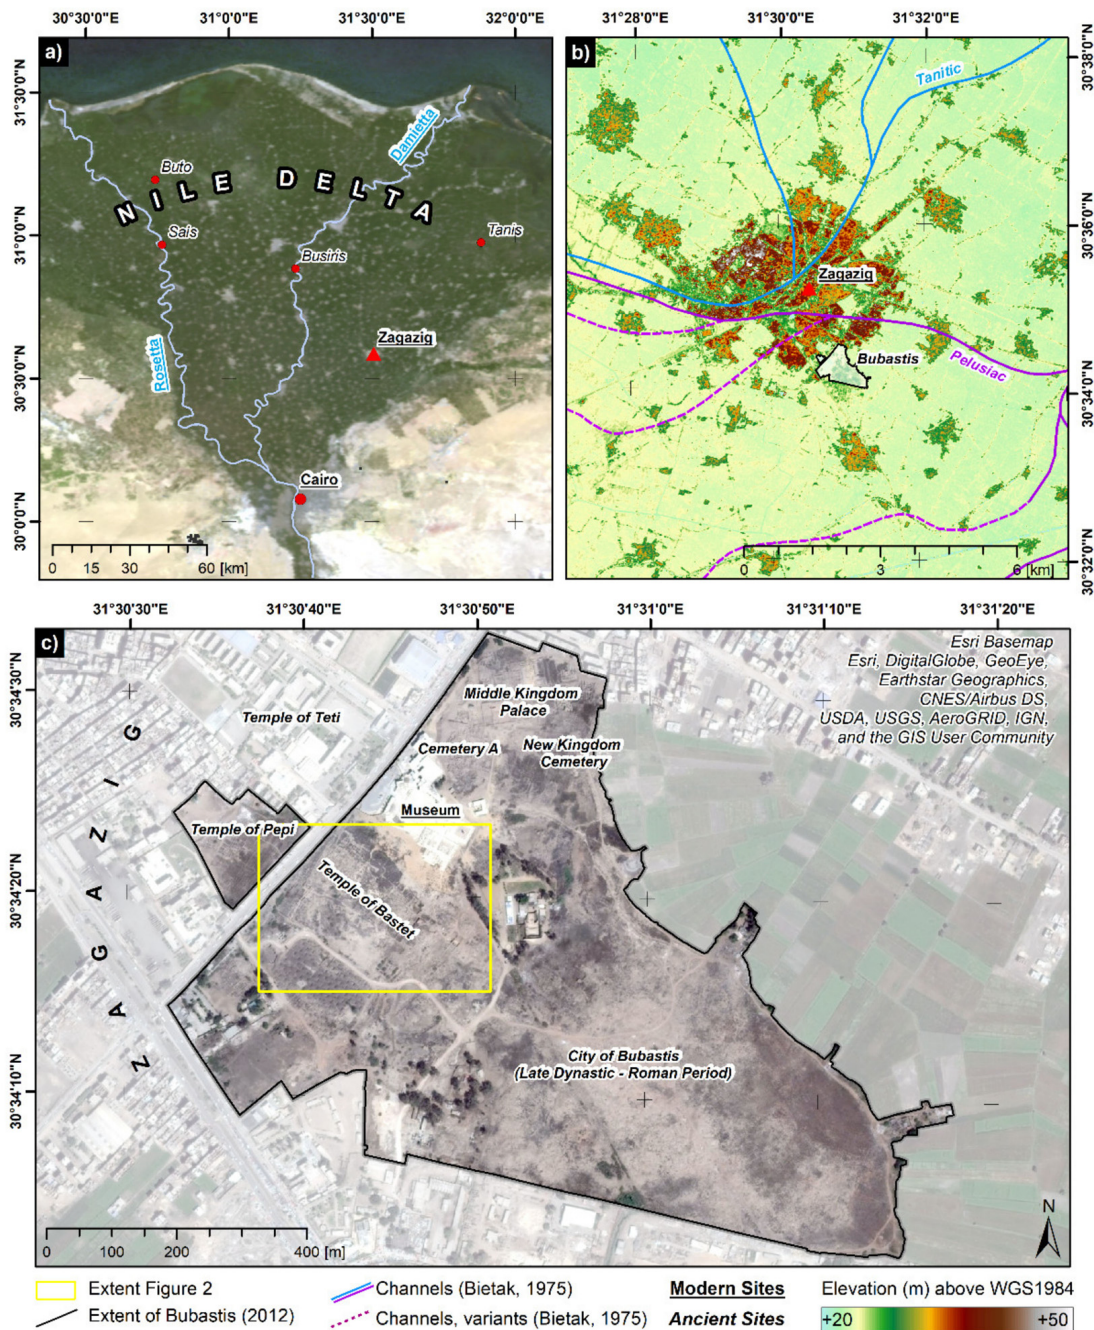 30°30'0"E 31°0'0"E 31°30'0"E 32°0'0"E
a)
31°30'0"N
31°0'0"N
30°30'0"N
30°0'0"N
Damietta
Buto
NILE DELTA
Sais
Tanis
Busiris
Zagazig
Rosetta
Cairo
0 15 30 60 [km]
31°28'0"E 31°30'0"E 31°32'0"E
b)
30°38'0"N
30°36'0"N
30°34'0"N
30°32'0"N
Tanitic
Zagazig
Bubastis
Pelusiac
0 3 6 [km]
31°30'30"E 31°30'40"E 31°30'50"E 31°31'0"E 31°31'10"E 31°31'20"E
c)
30°34'30"N
30°34'20"N
30°34'10"N
Esri Basemap
Esri, DigitalGlobe, GeoEye,
Earthstar Geographics,
CNES/Airbus DS,
USDA, USGS, AeroGRID, IGN,
and the GIS User Community
Middle Kingdom
Palace
Temple of Teti
Cemetery A
New Kingdom
Cemetery
ZAGAZIG
Museum
Temple of Pepi
Temple of Bastet
City of Bubastis
(Late Dynastic - Roman Period)
0 100 200 400 [m]
N
Extent Figure 2
Extent of Bubastis (2012)
Channels (Bietak, 1975)
Channels, variants (Bietak, 1975)
Modern Sites
Ancient Sites
Elevation (m) above WGS1984
+20 +50